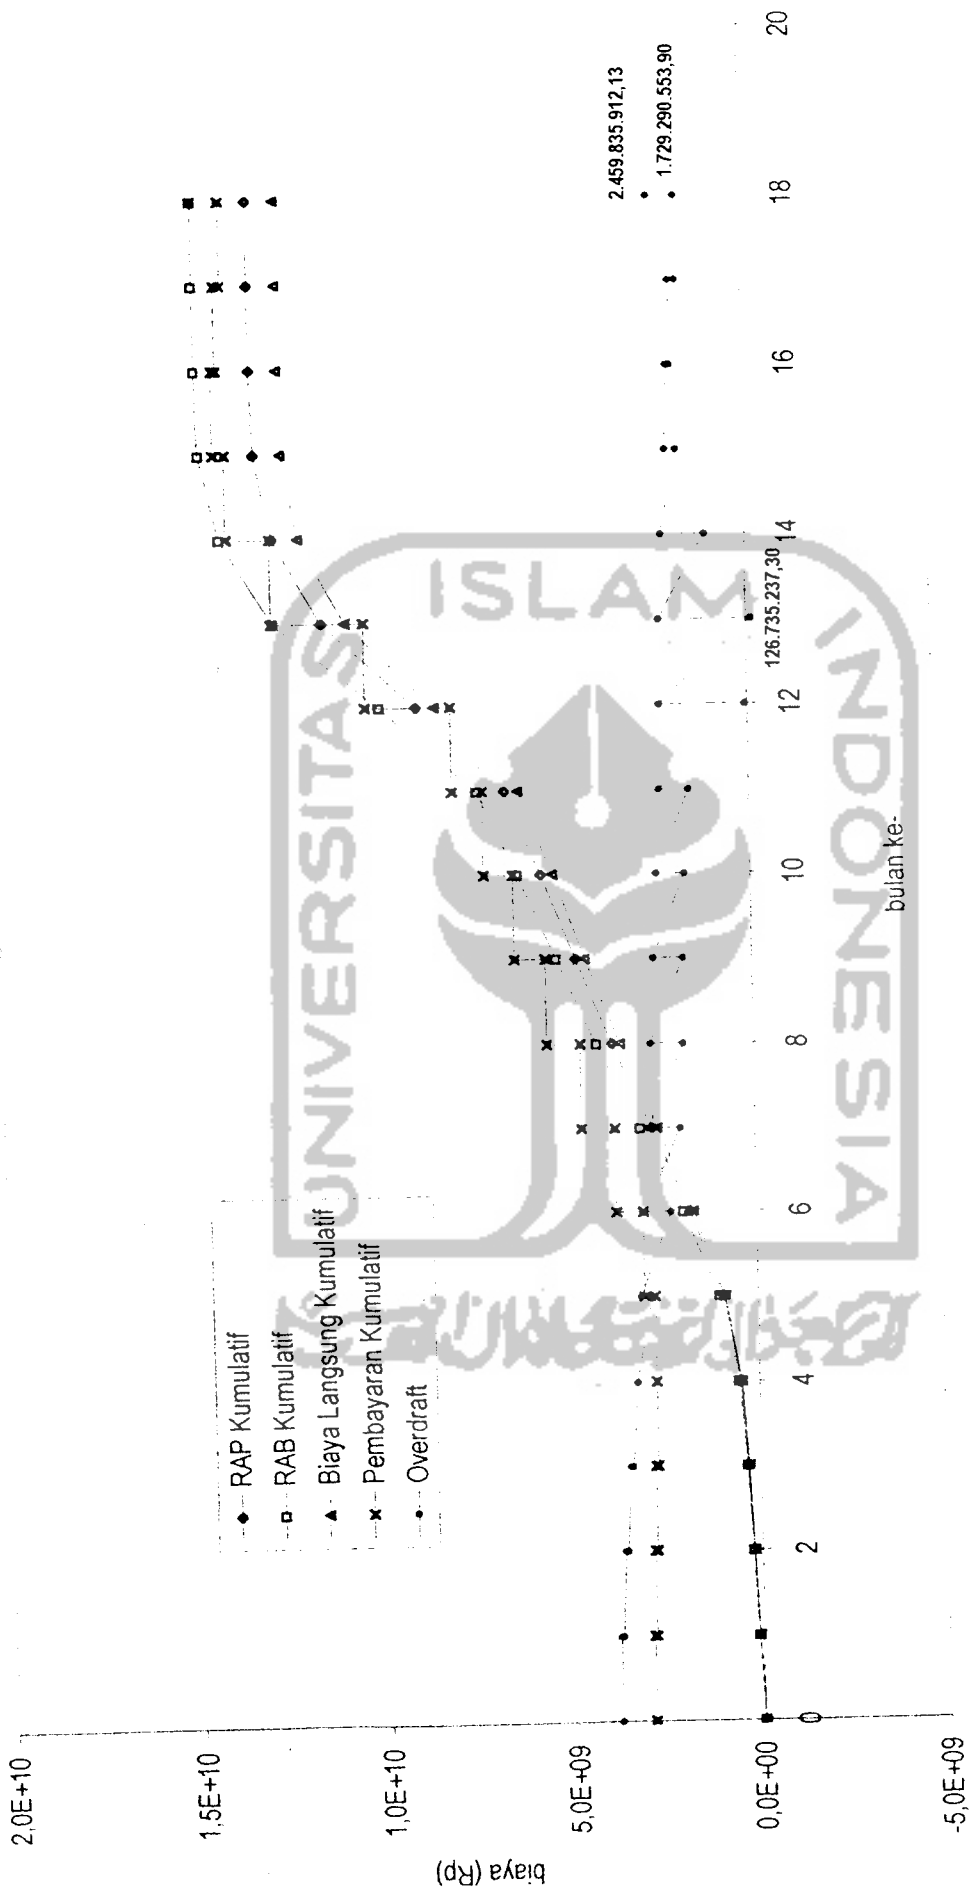 2,0E+10
1,5E+10
1,0E+10
5,0E+09
0,0E+00
-5,0E+09
biaya (Rp)
RAP Kumulatif
RAB Kumulatif
Biaya Langsung Kumulatif
Pembayaran Kumulatif
Overdraft
2.459.835.912,13
1.729.290.553,90
126.735.237,30
0
2
4
6
8
10
12
14
16
18
20
bulan ke-
UNIVERSITAS
ISLAM
INDONESIA